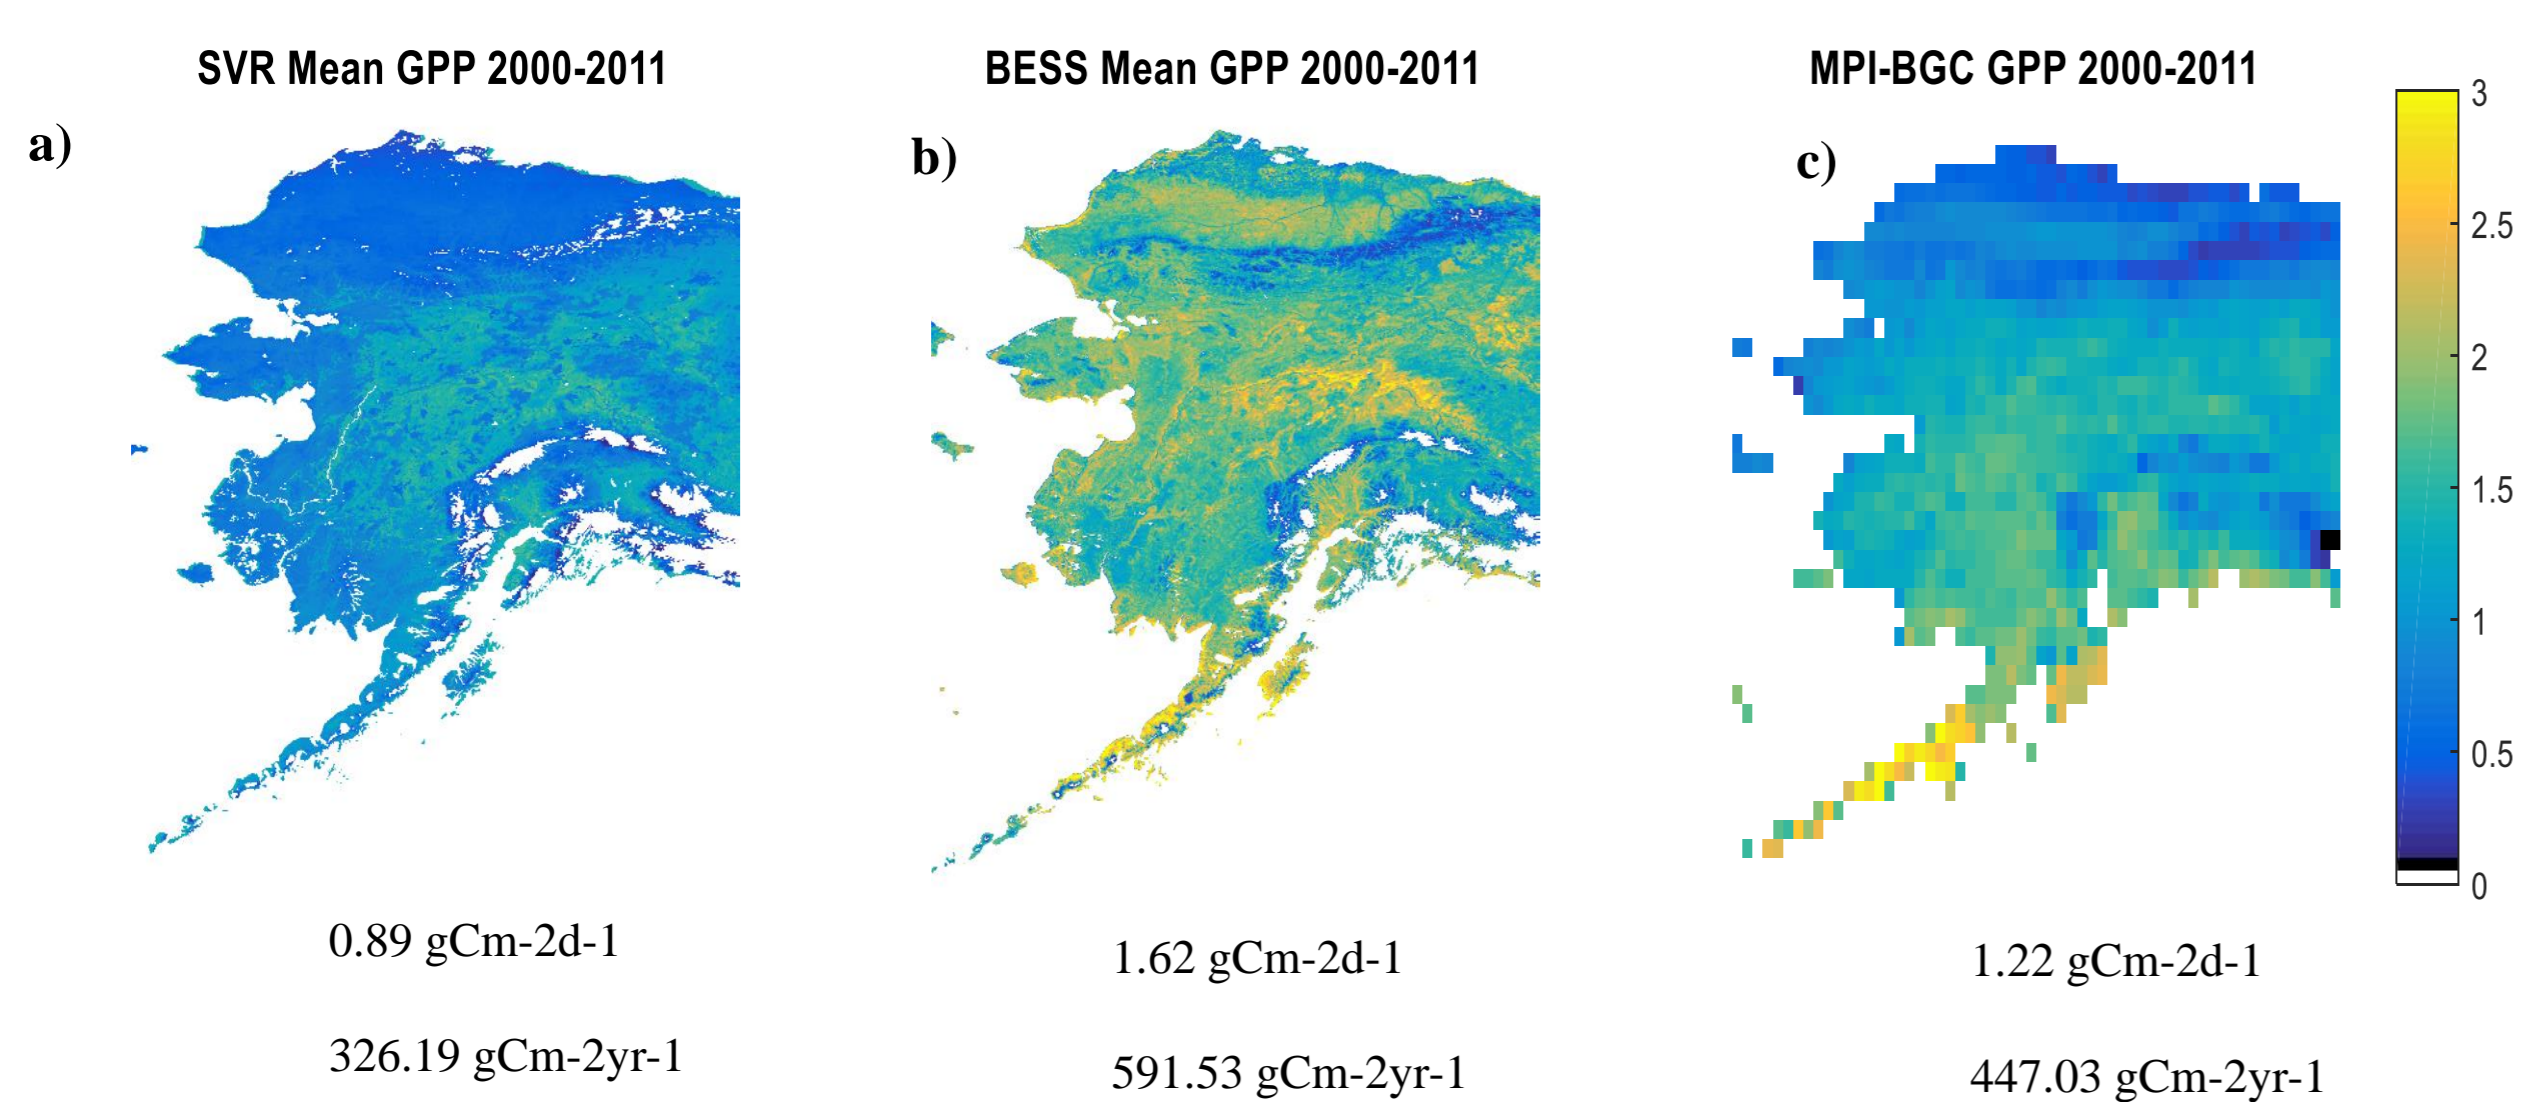 SVR Mean GPP 2000-2011
BESS Mean GPP 2000-2011
MPI-BGC GPP 2000-2011
a)
b)
c)
3
2.5
2
1.5
1
0.5
0
0.89 gCm-2d-1
1.62 gCm-2d-1
1.22 gCm-2d-1
326.19 gCm-2yr-1
591.53 gCm-2yr-1
447.03 gCm-2yr-1